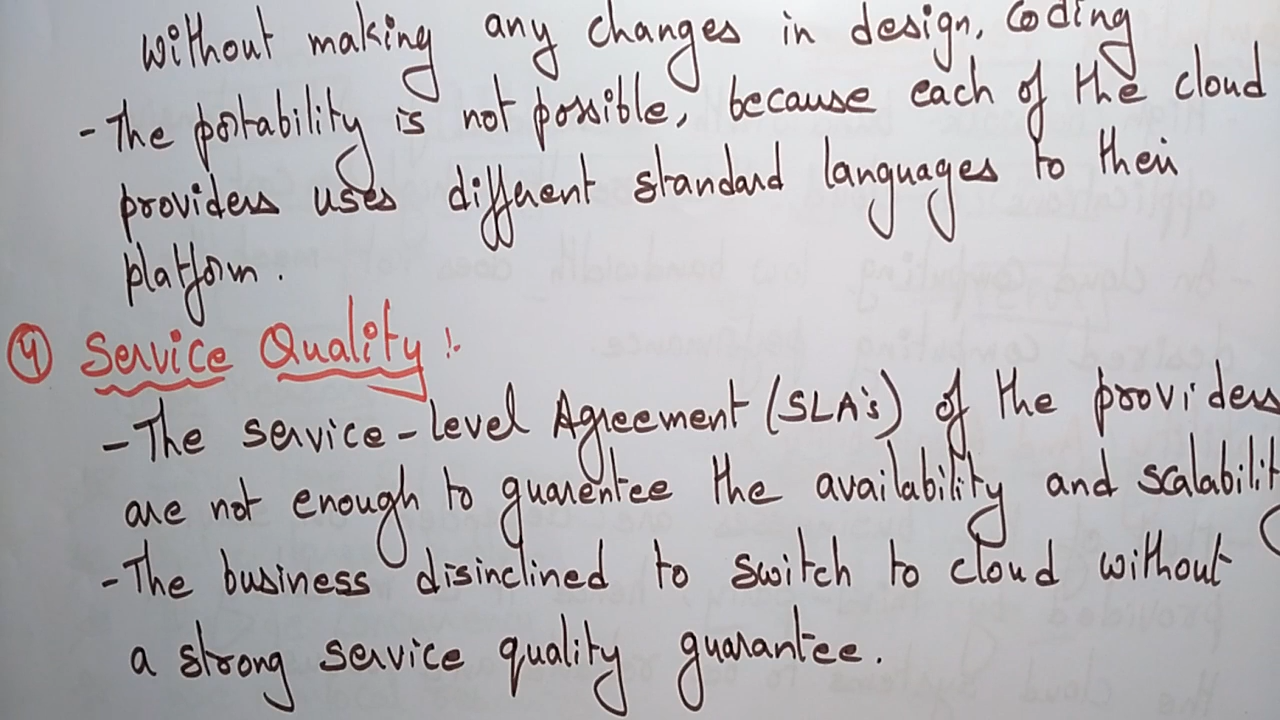 without making any changes in design, coding
- The portability is not possible, because each of the cloud
providers uses different standard languages to their
platform.
④ Service Quality :-
- The service-level Agreement (SLA's) of the providers
are not enough to guarentee the availability and scalabilit
- The business disinclined to switch to cloud without
a strong service quality guarantee.